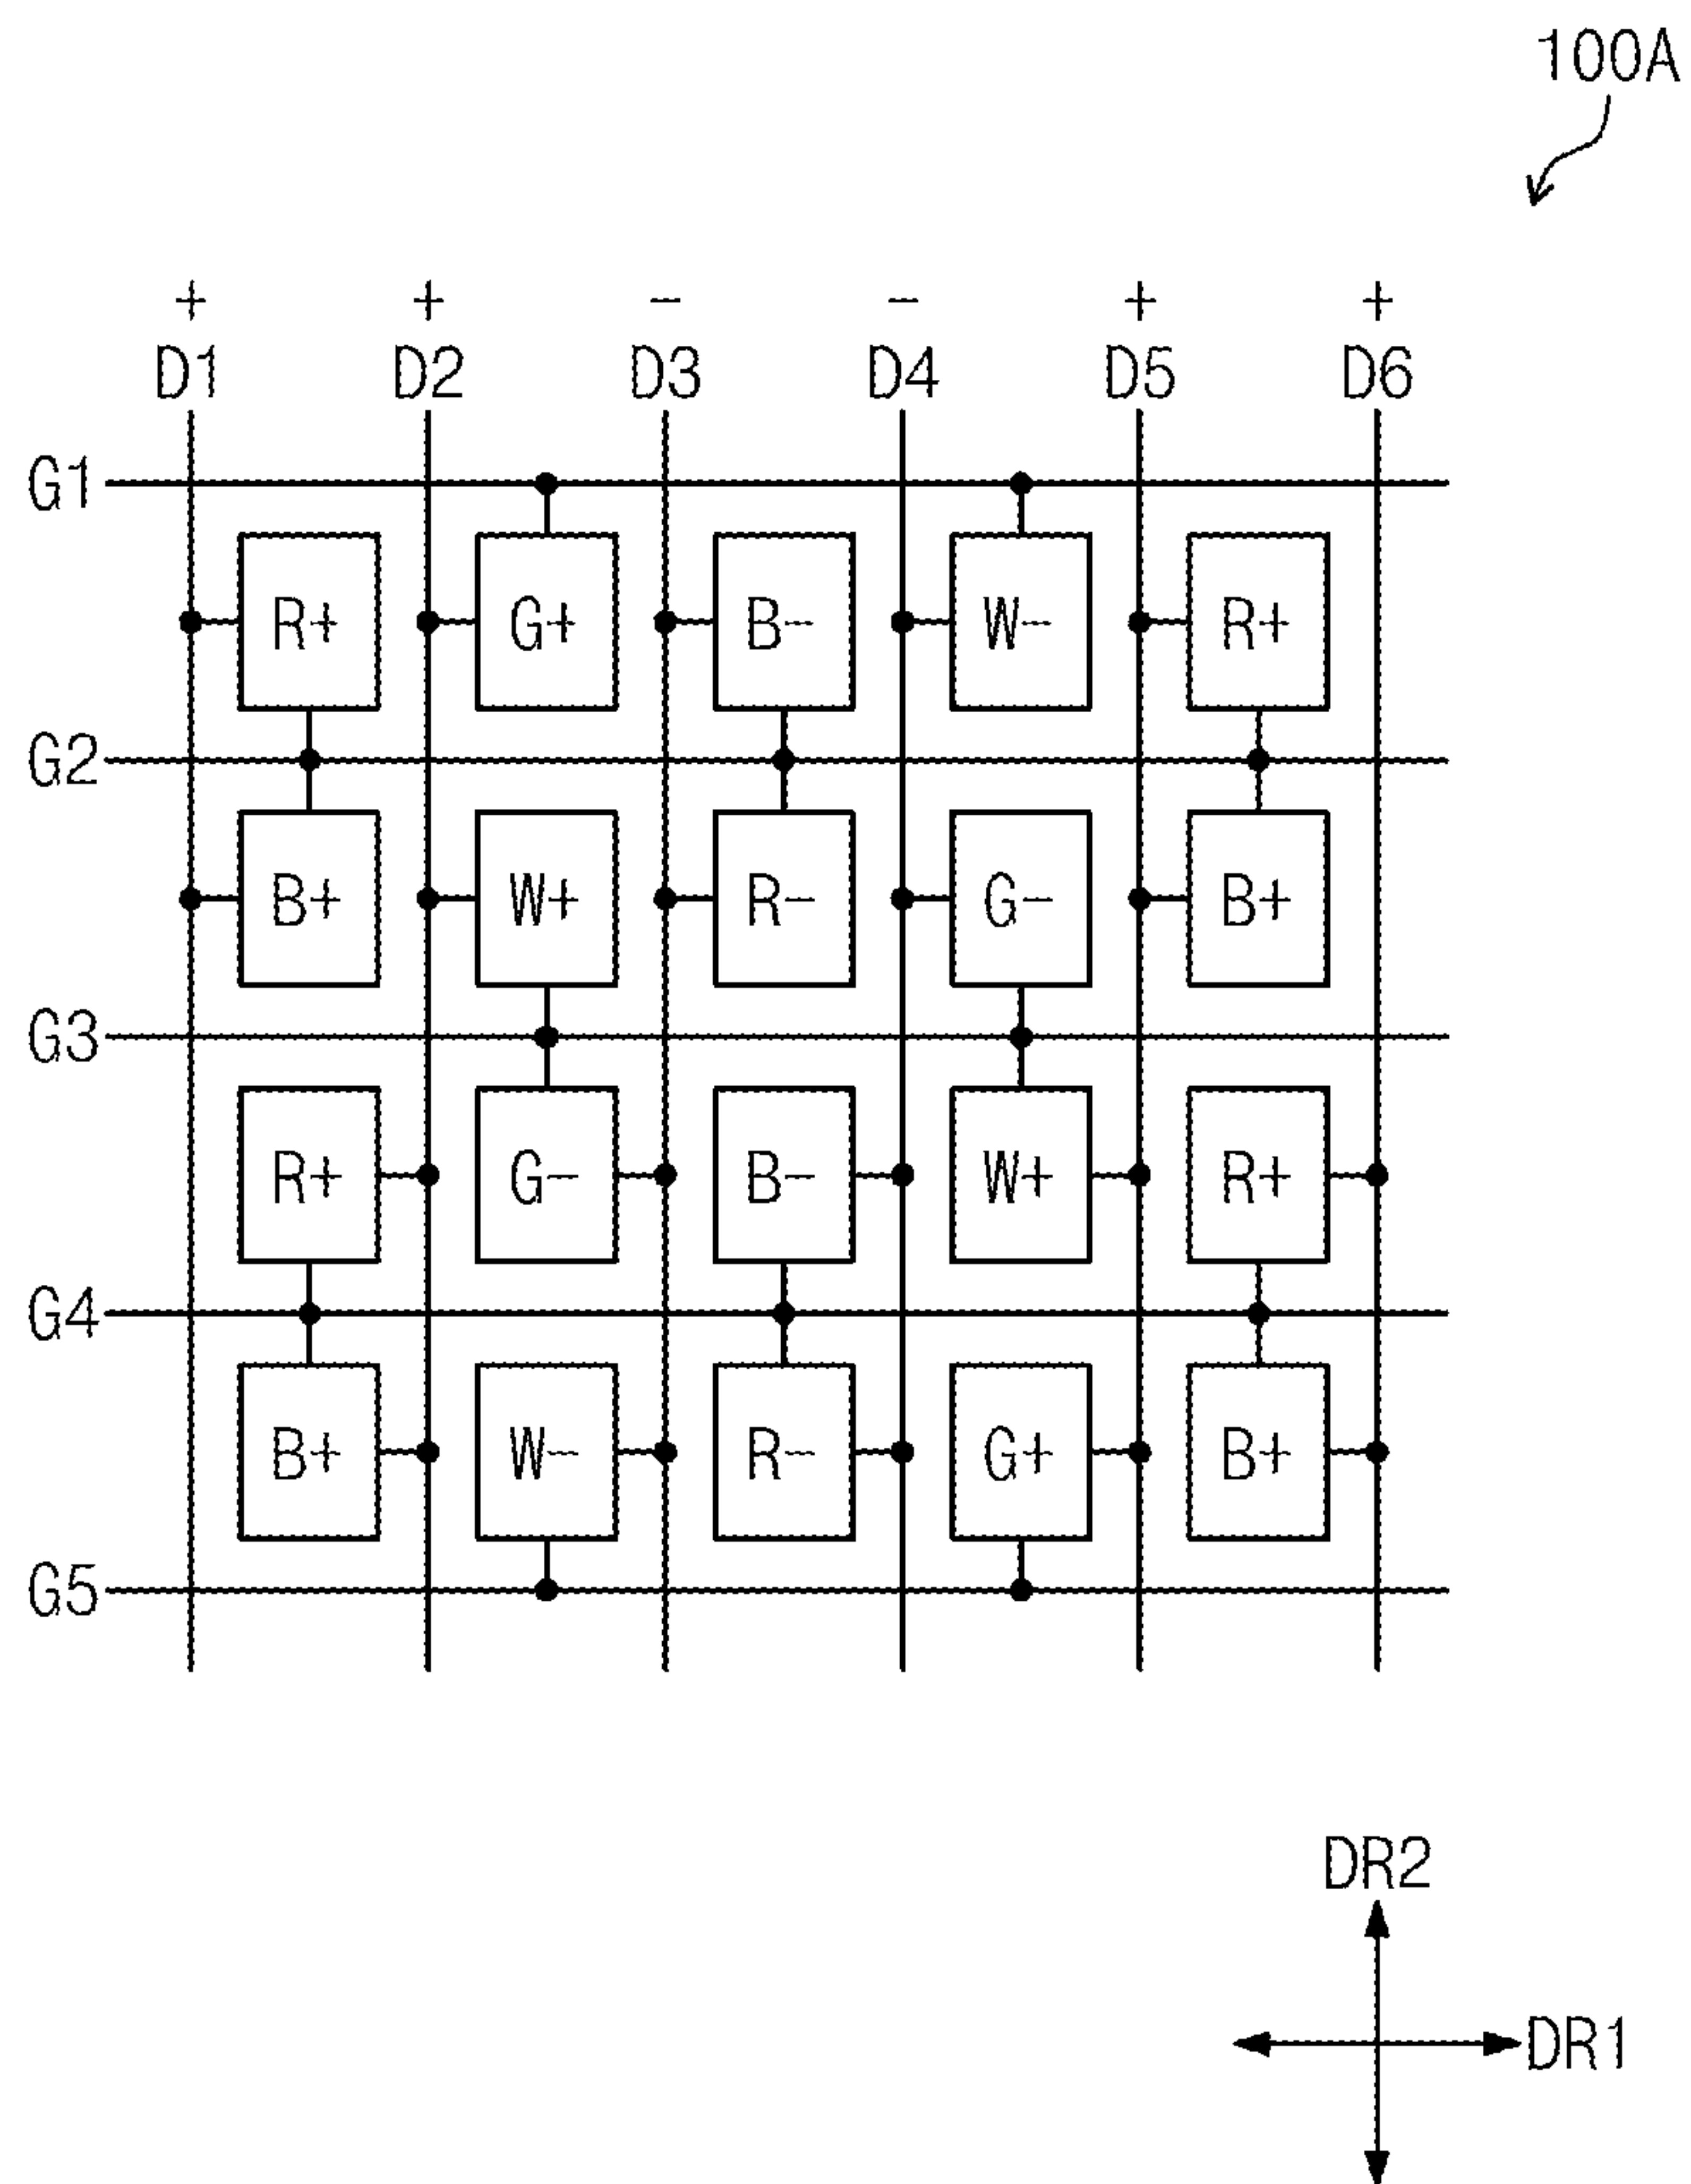 100A
+ + - - + +
D1 D2 D3 D4 D5 D6
G1
R+ G+ B- W- R+
G2
B+ W+ R- G- B+
G3
R+ G- B- W+ R+
G4
B+ W- R- G+ B+
G5
DR2
DR1